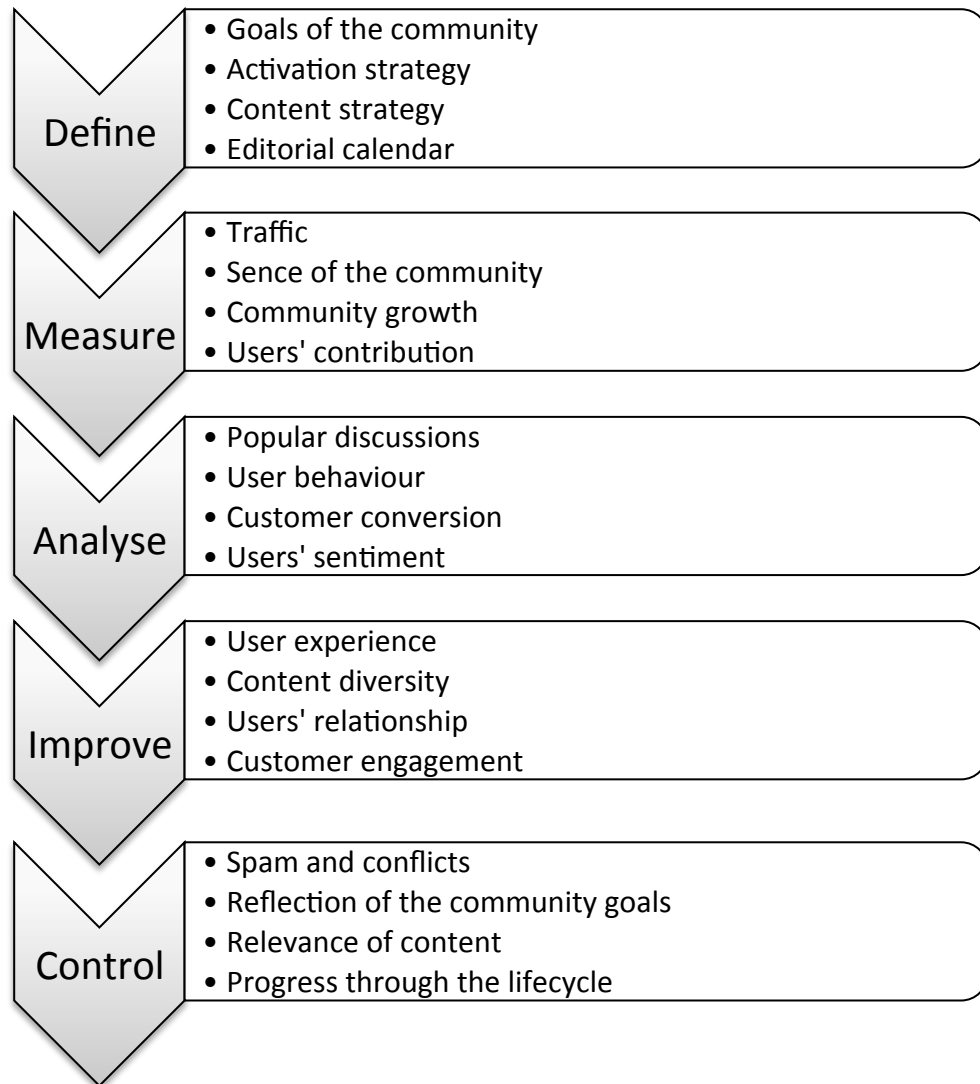 Define
• Goals of the community
• Activation strategy
• Content strategy
• Editorial calendar
Measure
• Traffic
• Sence of the community
• Community growth
• Users' contribution
Analyse
• Popular discussions
• User behaviour
• Customer conversion
• Users' sentiment
Improve
• User experience
• Content diversity
• Users' relationship
• Customer engagement
Control
• Spam and conflicts
• Reflection of the community goals
• Relevance of content
• Progress through the lifecycle